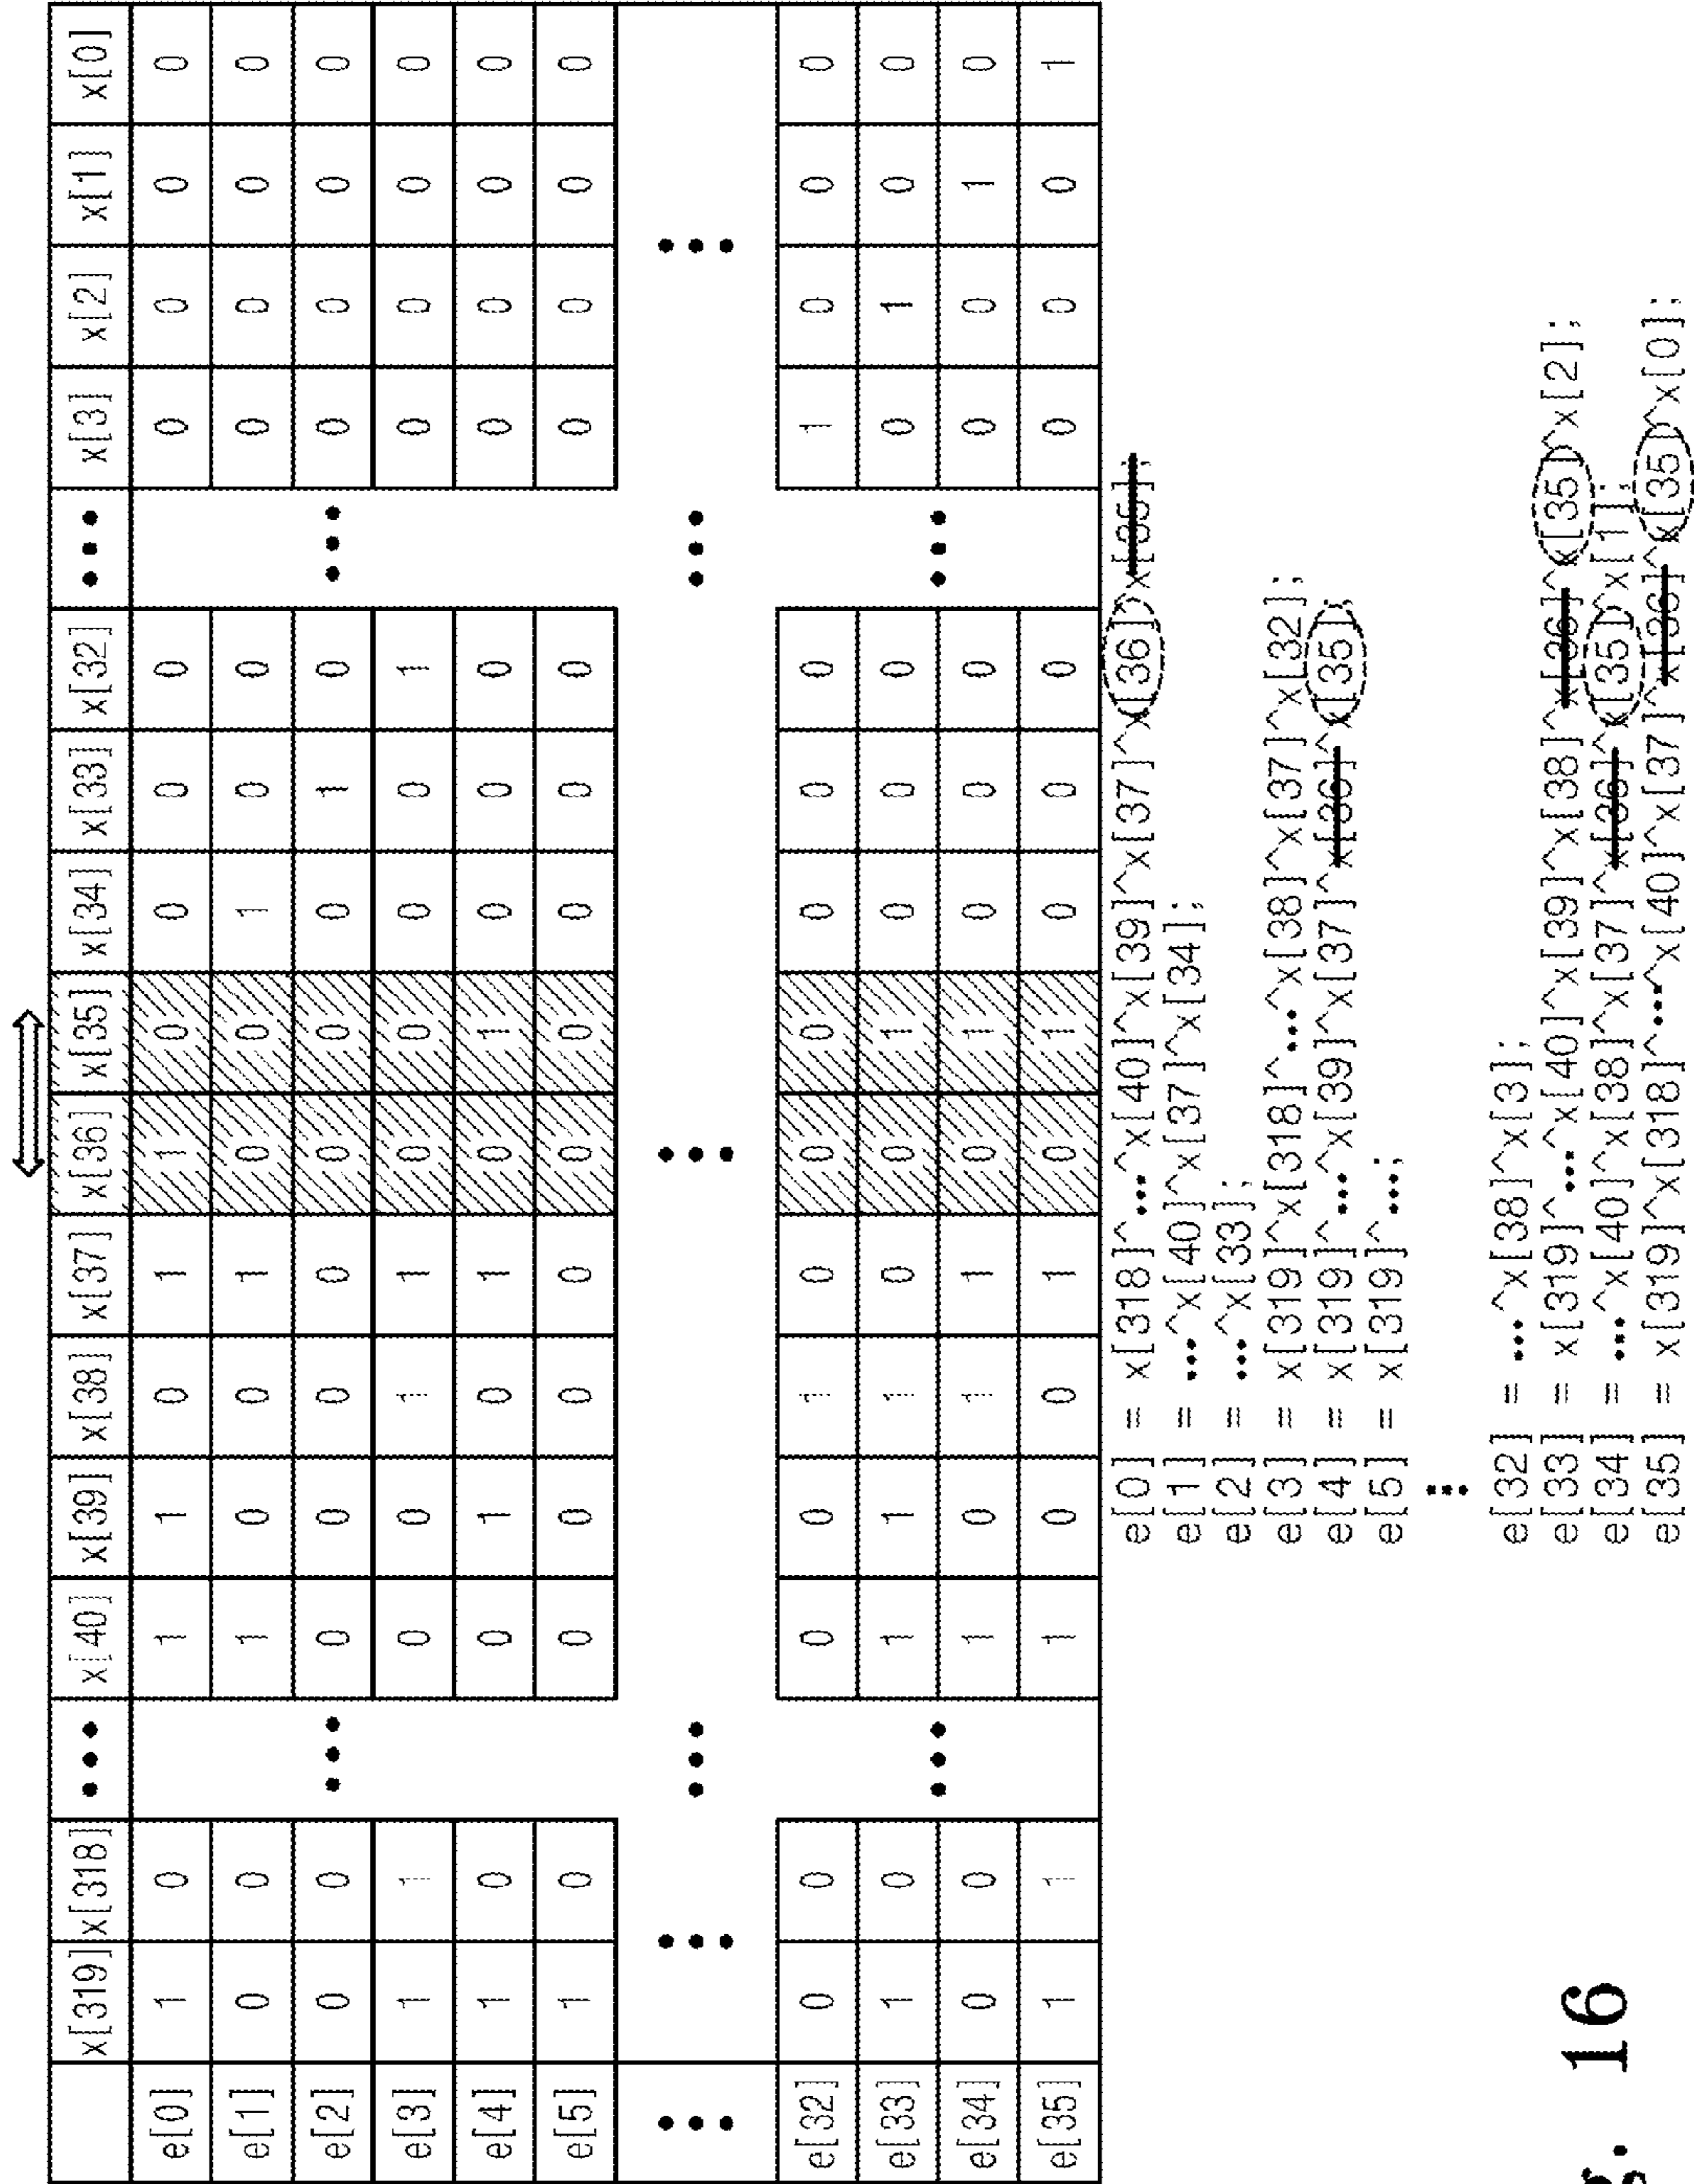 x[319] x[318] ••• x[40] x[39] x[38] x[37] x[36] x[35] x[34] x[33] x[32] ••• x[3] x[2] x[1] x[0]
e[0] 1 0 1 1 0 1 1 0 0 0 0 0 0 0 0
e[1] 0 0 1 0 0 1 0 0 1 0 0 0 0 0 0
e[2] 0 0 ••• 0 0 0 0 0 0 0 1 0 ••• 0 0 0 0
e[3] 1 1 0 0 1 1 0 0 0 0 1 0 0 0 0
e[4] 1 0 0 1 0 1 0 1 0 0 0 0 0 0 0
e[5] 1 0 0 0 0 0 0 0 0 0 0 0 0 0 0
••• ••• ••• ••• ••• •••
e[32] 0 0 0 0 1 0 0 0 0 0 0 1 0 0 0
e[33] 1 0 1 1 1 0 0 1 0 0 0 0 1 0 0
e[34] 0 0 ••• 1 0 1 1 0 1 0 0 0 ••• 0 0 1 0
e[35] 1 1 1 0 0 1 0 1 0 0 0 0 0 0 1
e[0] = x[318]^•••^x[40]^x[39]^x[37]^x[36]^x[35];
e[1] = •••^x[40]^x[37]^x[34];
e[2] = •••^x[33];
e[3] = x[319]^x[318]^•••^x[38]^x[37]^x[32];
e[4] = x[319]^•••^x[39]^x[37]^x[36]^x[35];
e[5] = x[319]^•••;
•••
e[32] = •••^x[38]^x[3];
e[33] = x[319]^•••^x[40]^x[39]^x[38]^x[36]^x[35]^x[2];
e[34] = •••^x[40]^x[38]^x[37]^x[36]^x[35]^x[1];
e[35] = x[319]^x[318]^•••^x[40]^x[37]^x[36]^x[35]^x[0];
g. 16